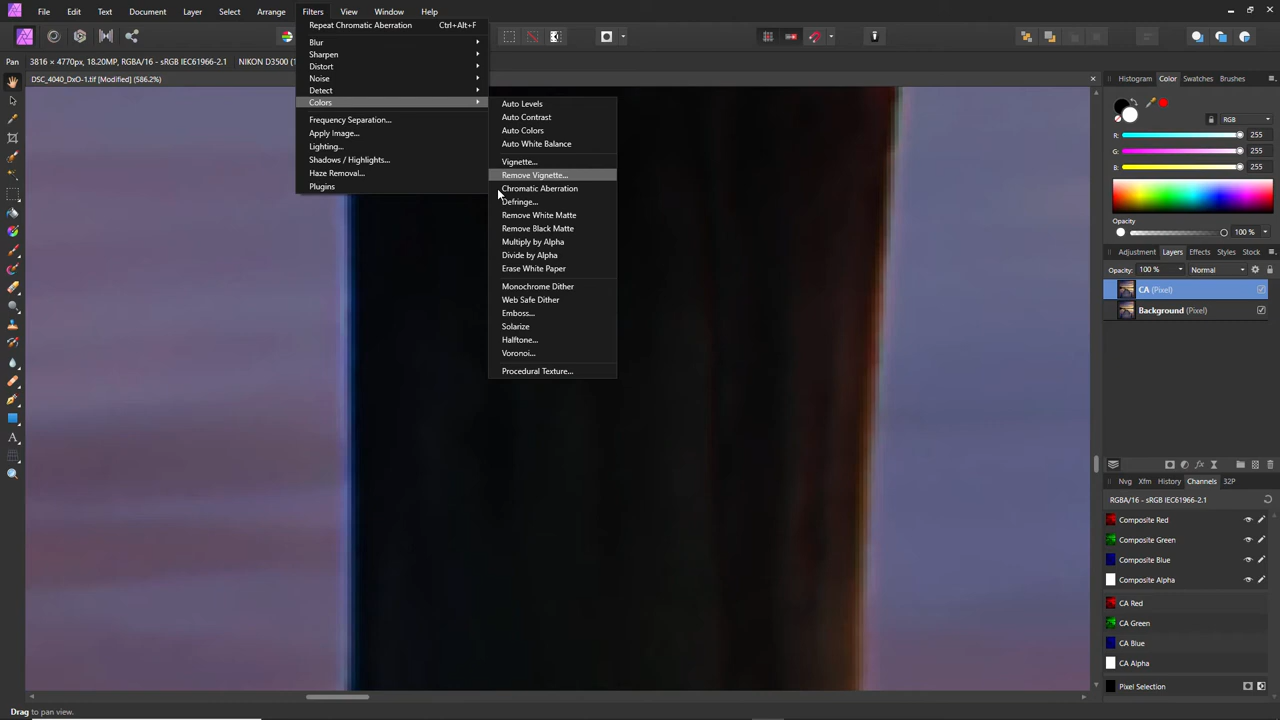 File Edit Text Document Layer Select Arrange Filters View Window Help
Repeat Chromatic Aberration Ctrl+Alt+F
Blur
Sharpen
Distort
Noise
Detect
Colors
Frequency Separation...
Apply Image...
Lighting...
Shadows / Highlights...
Haze Removal...
Plugins
Auto Levels
Auto Contrast
Auto Colors
Auto White Balance
Vignette...
Remove Vignette...
Chromatic Aberration
Defringe...
Remove White Matte
Remove Black Matte
Multiply by Alpha
Divide by Alpha
Erase White Paper
Monochrome Dither
Web Safe Dither
Emboss...
Solarize
Halftone...
Voronoi...
Procedural Texture...
Pan 3816 × 4770px, 18.20MP, RGBA/16 - sRGB IEC61966-2.1 NIKON D3500
DSC_4040_DxO-1.tif [Modified] (586.2%)
Histogram Color Swatches Brushes
RGB
R: 255
G: 255
B: 255
Opacity
100 %
Adjustment Layers Effects Styles Stock
Opacity: 100 % Normal
CA (Pixel)
Background (Pixel)
Nvg Xfm History Channels 32P
RGBA/16 - sRGB IEC61966-2.1
Composite Red
Composite Green
Composite Blue
Composite Alpha
CA Red
CA Green
CA Blue
CA Alpha
Pixel Selection
Drag to pan view.